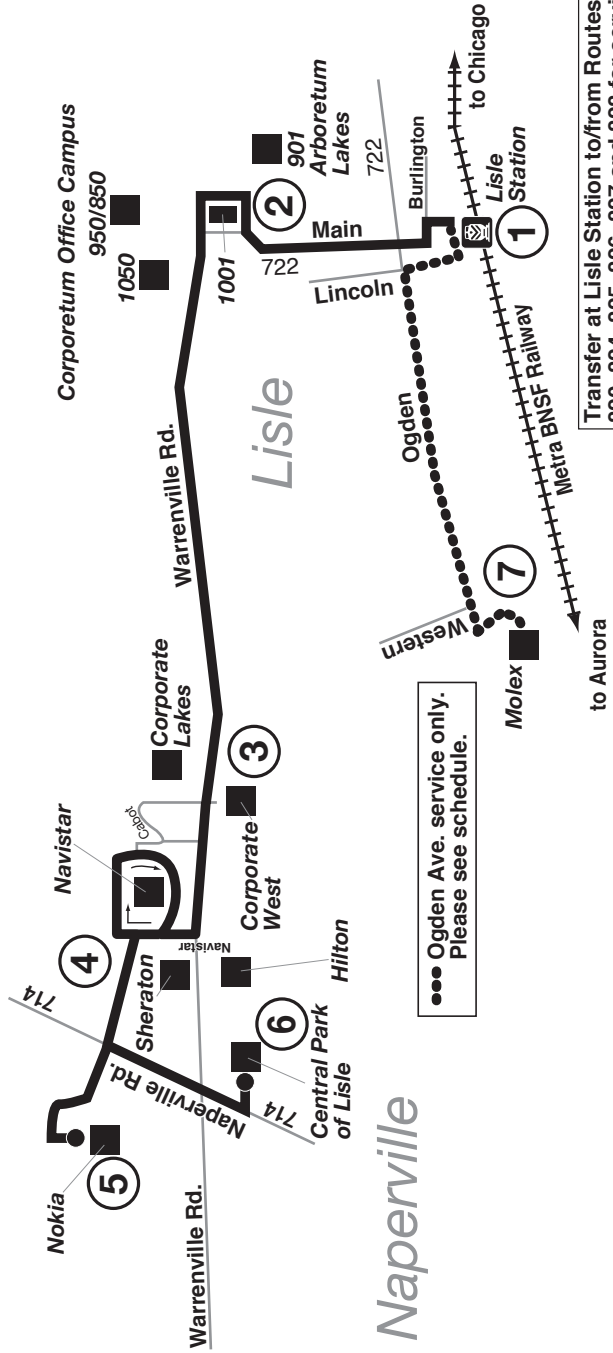 Corporetum Office Campus
950/850
1050
1001
2
901
Arboretum
Lakes
Main
722
722
Burlington
Lincoln
Lisle
Station
1
to Chicago
Warrenville Rd.
Lisle
Ogden
Metra BNSF Railway
Western
7
Molex
to Aurora
Corporate
Lakes
3
Corporate
West
Cabot
Navistar
4
Navistar
Sheraton
Hilton
714
Naperville Rd.
6
Central Park
of Lisle
714
Nokia
5
Warrenville Rd.
Naperville
Ogden Ave. service only.
Please see schedule.
Transfer at Lisle Station to/from Routes